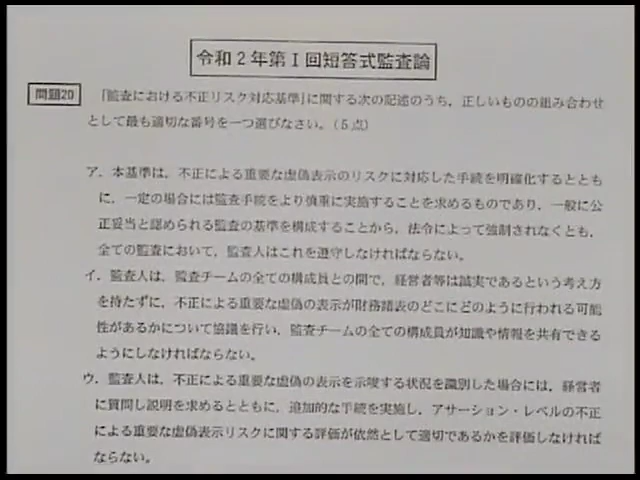 令和2年第Ⅰ回短答式監査論
問題20 「監査における不正リスク対応基準」に関する次の記述のうち，正しいものの組み合わせ
として最も適切な番号を一つ選びなさい。（5点）
ア．本基準は，不正による重要な虚偽表示のリスクに対応した手続を明確化するととも
に，一定の場合には監査手続をより慎重に実施することを求めるものであり，一般に公
正妥当と認められる監査の基準を構成することから，法令によって強制されなくとも，
全ての監査において，監査人はこれを遵守しなければならない。
イ．監査人は，監査チームの全ての構成員との間で，経営者等は誠実であるという考え方
を持たずに，不正による重要な虚偽の表示が財務諸表のどこにどのように行われる可能
性があるかについて協議を行い，監査チームの全ての構成員が知識や情報を共有できる
ようにしなければならない。
ウ．監査人は，不正による重要な虚偽の表示を示唆する状況を識別した場合には，経営者
に質問し説明を求めるとともに，追加的な手続を実施し，アサーション・レベルの不正
による重要な虚偽表示リスクに関する評価が依然として適切であるかを評価しなければ
ならない。